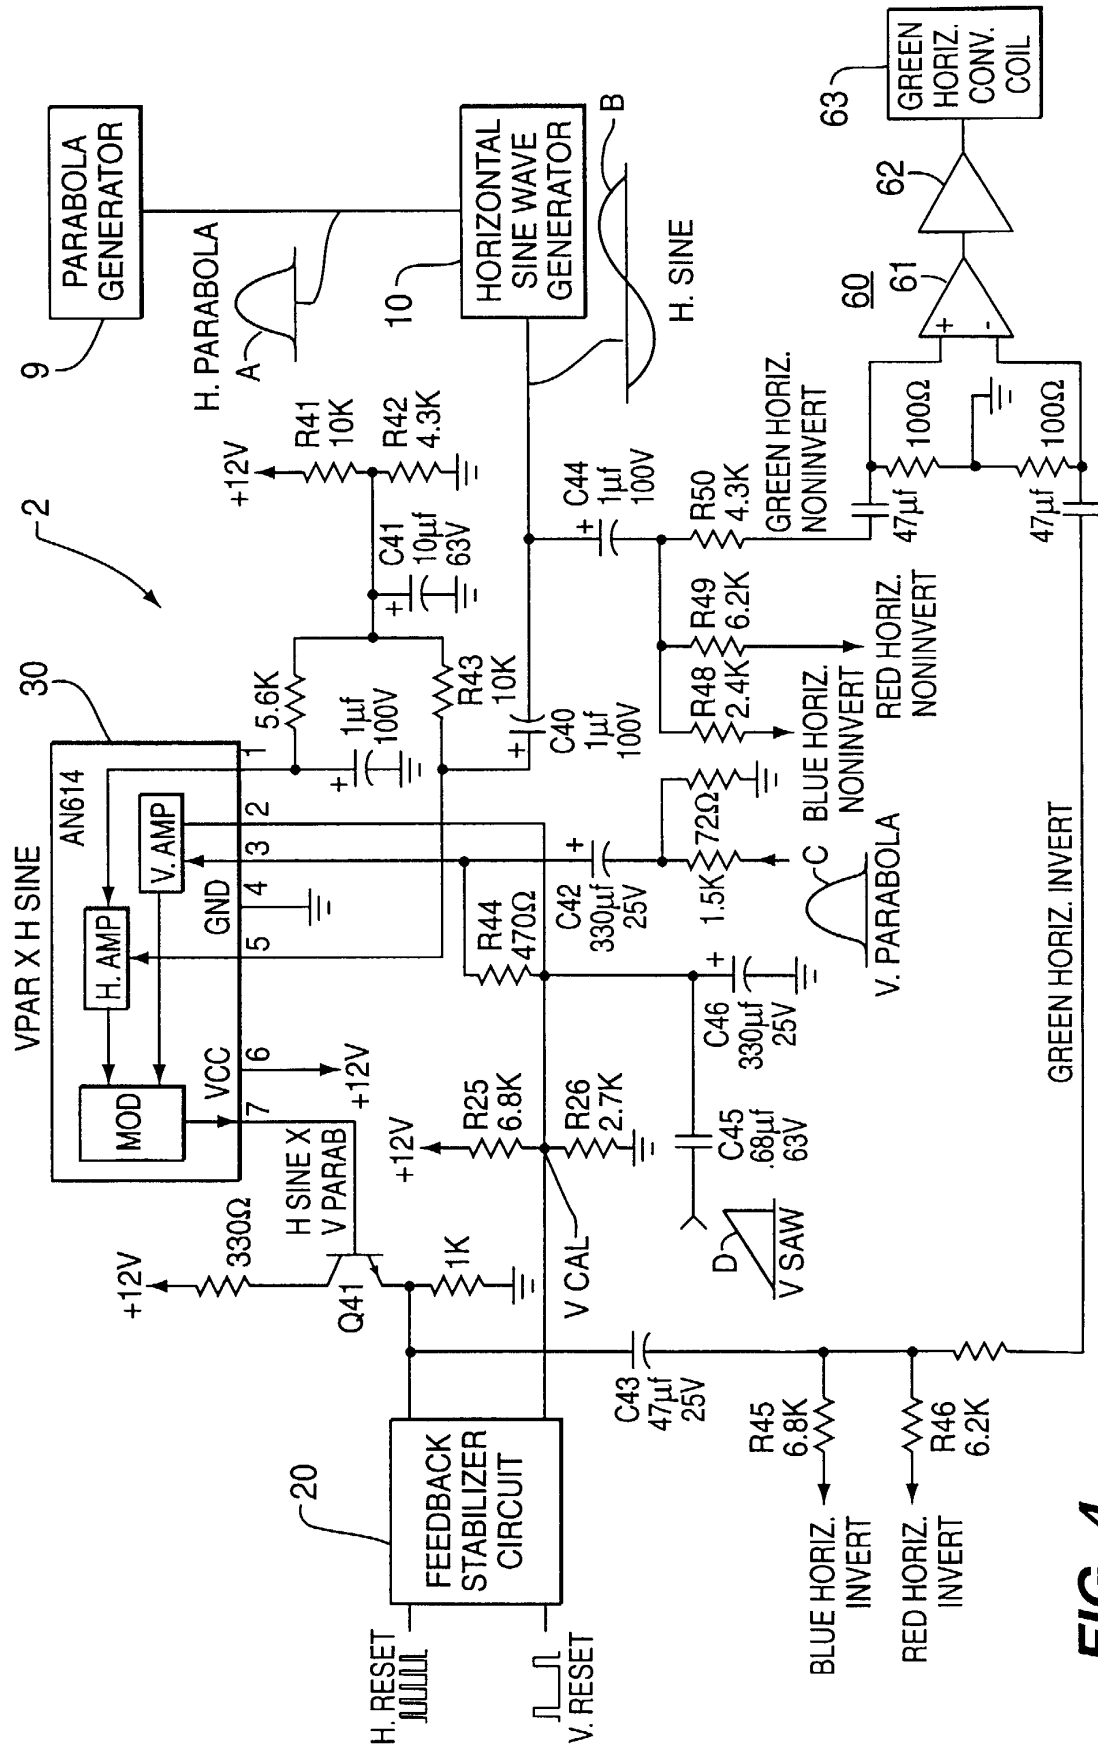 VPAR X H SINE
2
30
AN614
MOD
H. AMP
V. AMP
VCC
GND
7
6
5
4
3
2
1
9
PARABOLA
GENERATOR
H. PARABOLA
A
10
HORIZONTAL
SINE WAVE
GENERATOR
B
H. SINE
+12V
330Ω
H SINE X
V PARAB
Q41
1K
+12V
+12V
R25
6.8K
R26
2.7K
V CAL
R44
470Ω
5.6K
1µf
100V
+
+12V
R41
10K
R42
4.3K
C41
10µf
63V
+
R43
10K
C40
1µf
100V
+
C44
1µf
100V
+
C42
330µf
25V
+
1.5K
72Ω
C
V. PARABOLA
C46
330µf
25V
+
C45
.68µf
63V
D
V SAW
R48
2.4K
R49
6.2K
R50
4.3K
BLUE HORIZ.
NONINVERT
RED HORIZ.
NONINVERT
GREEN HORIZ.
NONINVERT
20
FEEDBACK
STABILIZER
CIRCUIT
H. RESET
V. RESET
C43
47µf
25V
R45
6.8K
R46
6.2K
BLUE HORIZ.
INVERT
RED HORIZ.
INVERT
GREEN HORIZ. INVERT
47µf
47µf
100Ω
100Ω
60
61
+
-
62
63
GREEN
HORIZ.
CONV.
COIL
FIG. 4